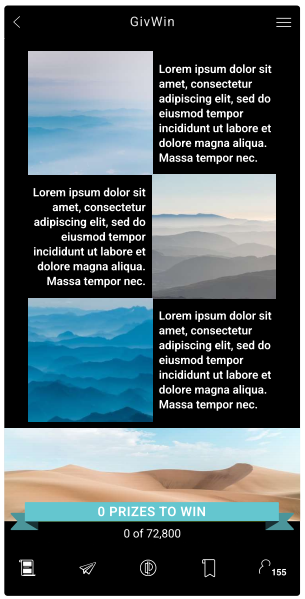 GivWin
Lorem ipsum dolor sit
amet, consectetur
adipiscing elit, sed do
eiusmod tempor
incididunt ut labore et
dolore magna aliqua.
Massa tempor nec.
Lorem ipsum dolor sit
amet, consectetur
adipiscing elit, sed do
eiusmod tempor
incididunt ut labore et
dolore magna aliqua.
Massa tempor nec.
Lorem ipsum dolor sit
amet, consectetur
adipiscing elit, sed do
eiusmod tempor
incididunt ut labore et
dolore magna aliqua.
Massa tempor nec.
0 PRIZES TO WIN
0 of 72,800
155